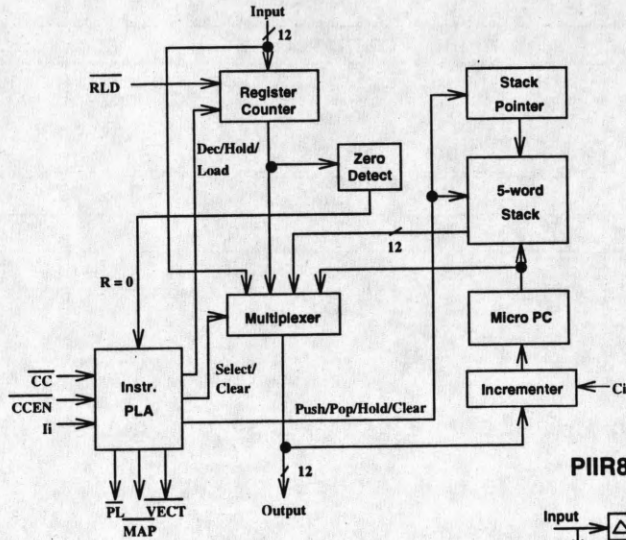 Input
12
RLD
Register
Counter
Stack
Pointer
Dec/Hold/
Load
Zero
Detect
5-word
Stack
12
R = 0
Multiplexer
Micro PC
CC
CCEN
Ii
Instr.
PLA
Select/
Clear
Push/Pop/Hold/Clear
Incrementer
Ci
12
PL
MAP
VECT
Output
PIIR8
Input